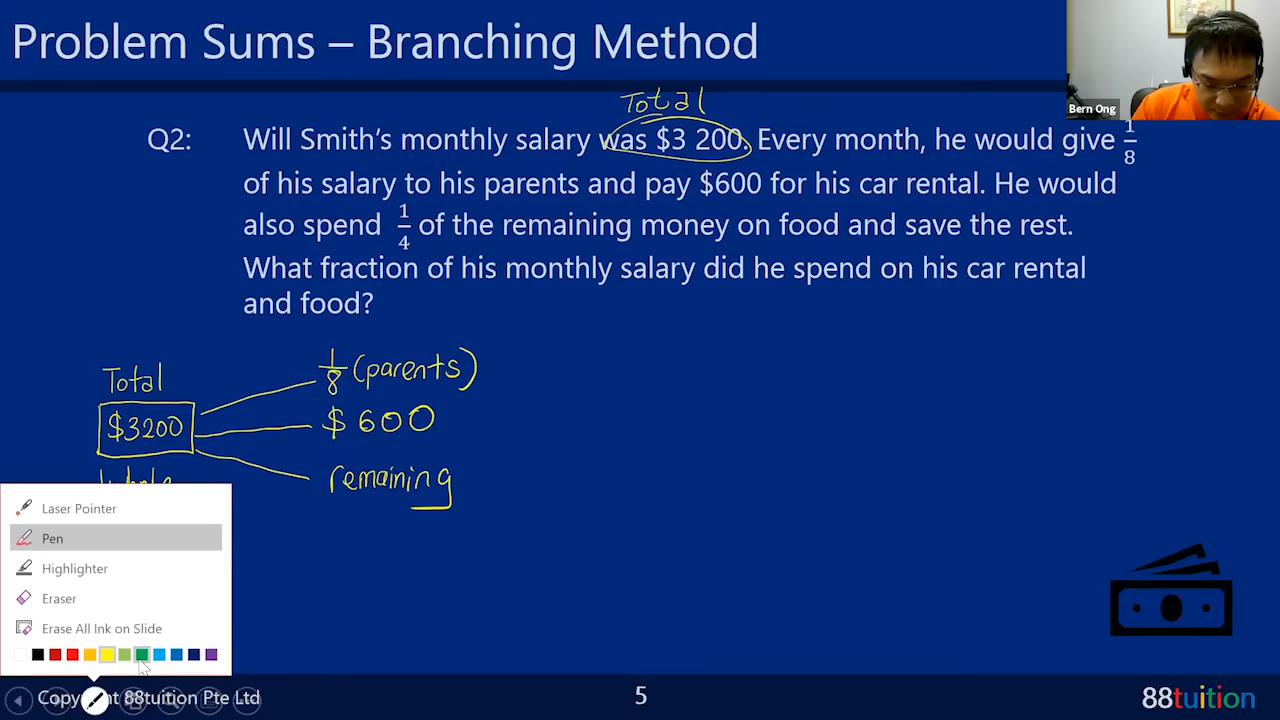 Problem Sums – Branching Method
Bern Ong
Total
Q2: Will Smith's monthly salary was $3 200. Every month, he would give 1/8
of his salary to his parents and pay $600 for his car rental. He would
also spend 1/4 of the remaining money on food and save the rest.
What fraction of his monthly salary did he spend on his car rental
and food?
1/8 (parents)
Total
$3200
$ 600
remaining
Laser Pointer
Pen
Highlighter
Eraser
Erase All Ink on Slide
88tuition Pte Ltd
5
88tuition